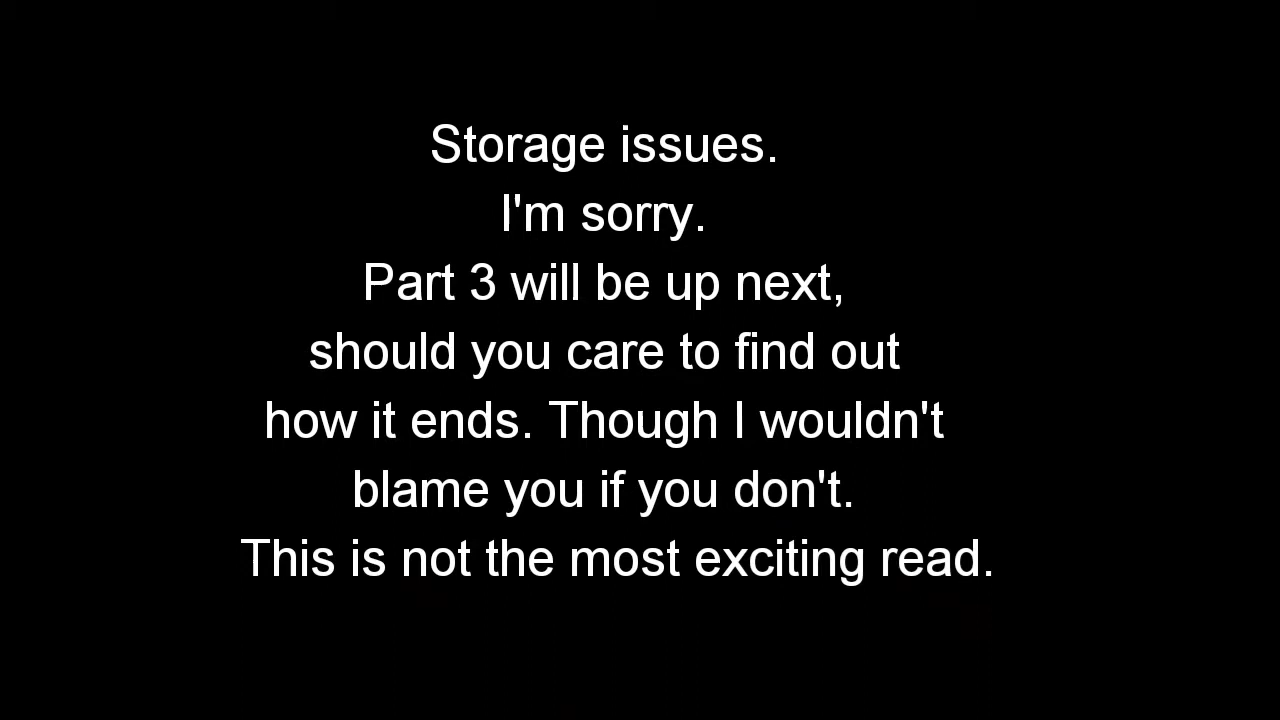 Storage issues.
I'm sorry.
Part 3 will be up next,
should you care to find out
how it ends. Though I wouldn't
blame you if you don't.
This is not the most exciting read.